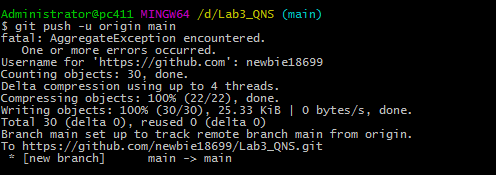 Administrator@pc411 MINGW64 /d/Lab3_QNS (main)
$ git push -u origin main
fatal: AggregateException encountered.
   One or more errors occurred.
Username for 'https://github.com': newbie18699
Counting objects: 30, done.
Delta compression using up to 4 threads.
Compressing objects: 100% (22/22), done.
Writing objects: 100% (30/30), 25.33 KiB | 0 bytes/s, done.
Total 30 (delta 0), reused 0 (delta 0)
Branch main set up to track remote branch main from origin.
To https://github.com/newbie18699/Lab3_QNS.git
 * [new branch]      main -> main